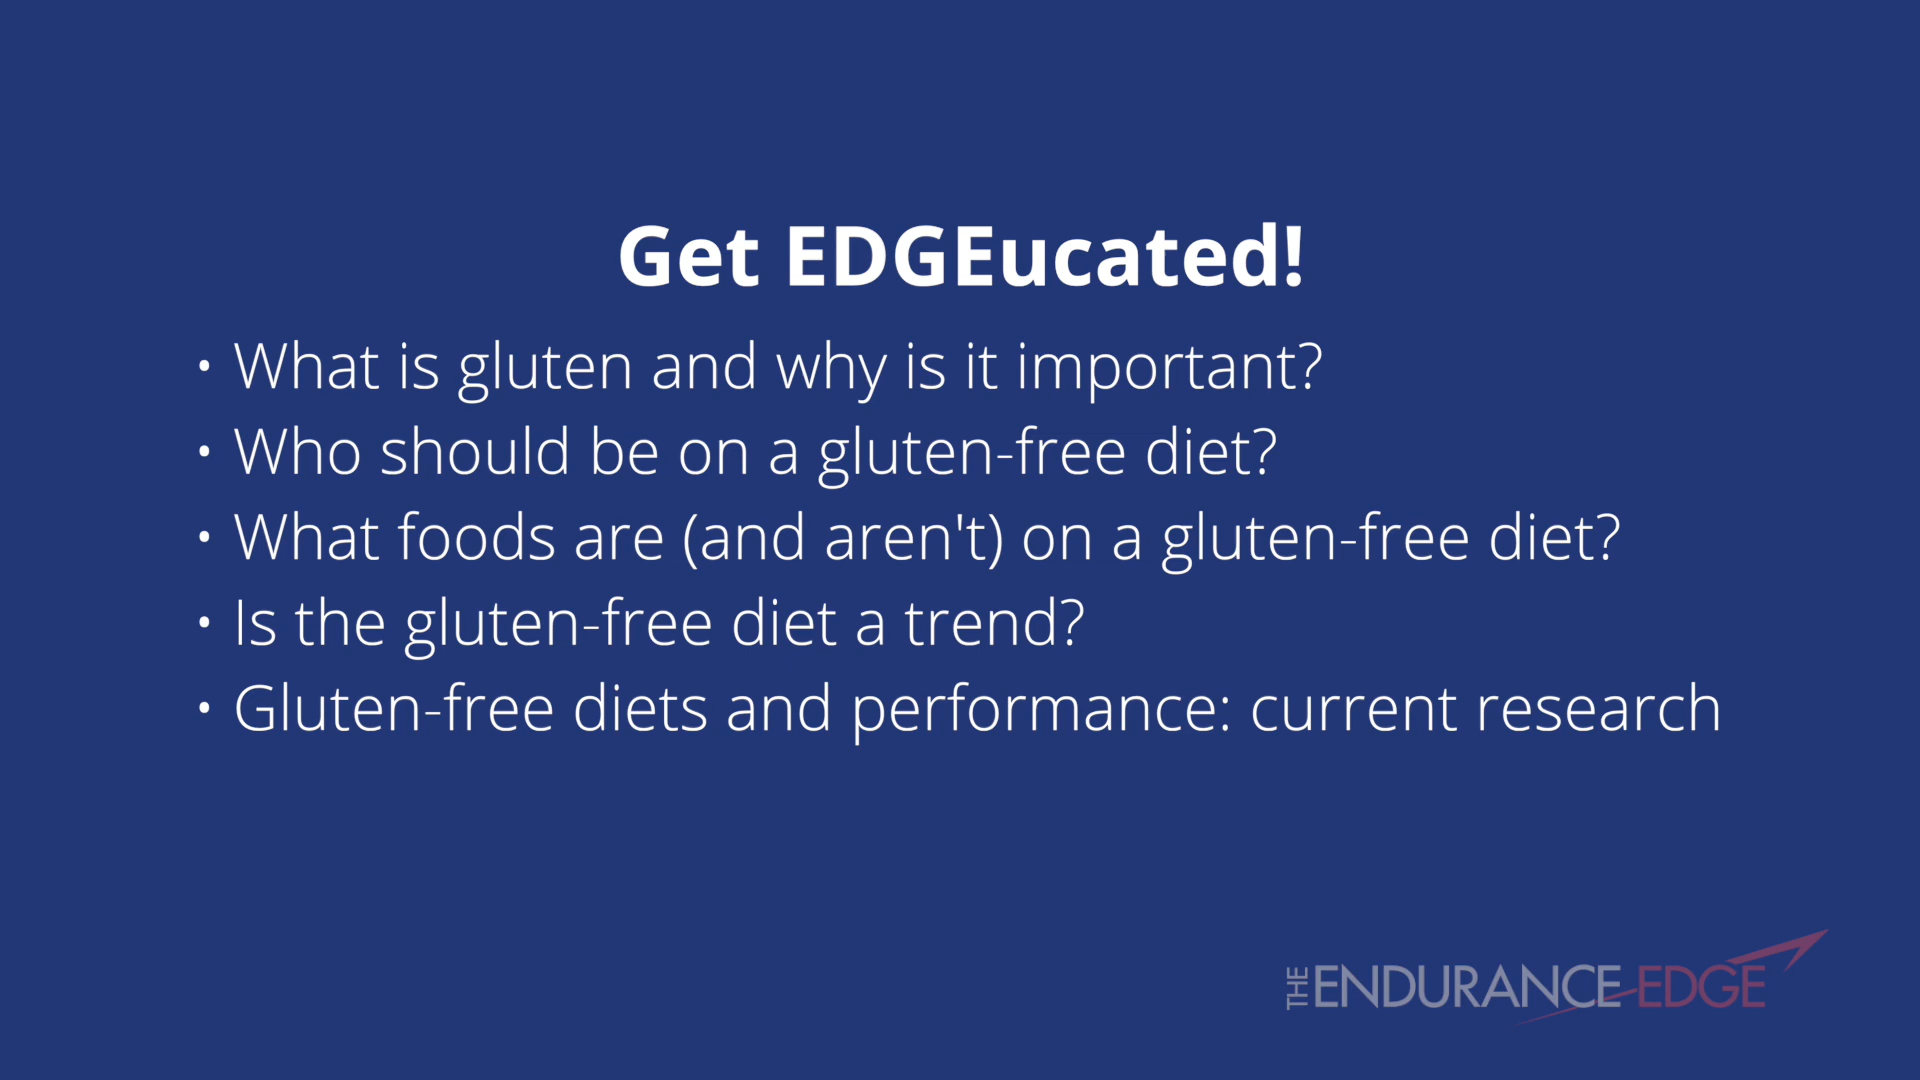 Get EDGEucated!
• What is gluten and why is it important?
• Who should be on a gluten-free diet?
• What foods are (and aren't) on a gluten-free diet?
• Is the gluten-free diet a trend?
• Gluten-free diets and performance: current research
THE ENDURANCE EDGE